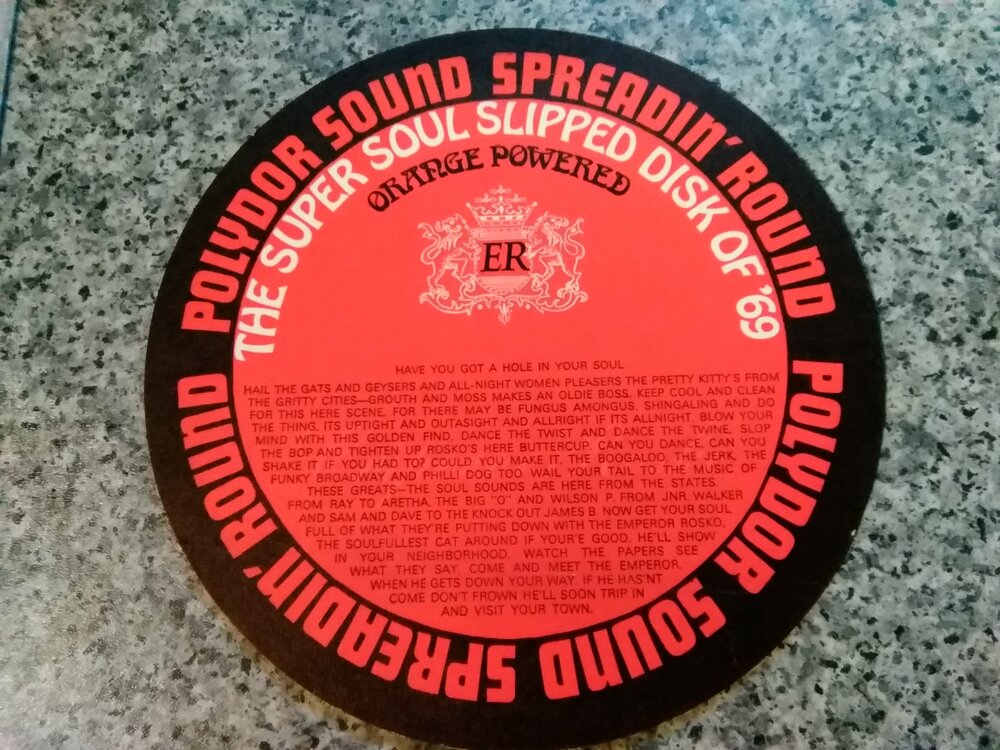 POLYDOR SOUND SPREADIN' ROUND
POLYDOR SOUND SPREADIN' ROUND
THE SUPER SOUL SLIPPED DISK OF '69
ORANGE POWERED
ER
HAVE YOU GOT A HOLE IN YOUR SOUL
HAIL THE GATS AND GEYSERS AND ALL-NIGHT WOMEN PLEASERS THE PRETTY KITTY'S FROM
THE GRITTY CITIES—GROUTH AND MOSS MAKES AN OLDIE BOSS, KEEP COOL AND CLEAN
FOR THIS HERE SCENE, FOR THERE MAY BE FUNGUS AMONGUS. SHINGALING AND DO
THE THING, ITS UPTIGHT AND OUTASIGHT AND ALLRIGHT IF ITS ALLNIGHT. BLOW YOUR
MIND WITH THIS GOLDEN FIND, DANCE THE TWIST AND DANCE THE TWINE, SLOP
THE BOP AND TIGHTEN UP ROSKO'S HERE BUTTERCUP. CAN YOU DANCE, CAN YOU
SHAKE IT IF YOU HAD TO? COULD YOU MAKE IT, THE BOOGALOO, THE JERK, THE
FUNKY BROADWAY AND PHILLI DOG TOO. WAIL YOUR TAIL TO THE MUSIC OF
THESE GREATS—THE SOUL SOUNDS ARE HERE FROM THE STATES.
FROM RAY TO ARETHA, THE BIG "O" AND WILSON P. FROM JNR. WALKER
AND SAM AND DAVE TO THE KNOCK OUT JAMES B. NOW GET YOUR SOUL
FULL OF WHAT THEY'RE PUTTING DOWN WITH THE EMPEROR ROSKO,
THE SOULFULLEST CAT AROUND IF YOUR'E GOOD, HE'LL SHOW
IN YOUR NEIGHBORHOOD, WATCH THE PAPERS SEE
WHAT THEY SAY, COME AND MEET THE EMPEROR,
WHEN HE GETS DOWN YOUR WAY. IF HE HAS'NT
COME DON'T FROWN HE'LL SOON TRIP IN
AND VISIT YOUR TOWN.